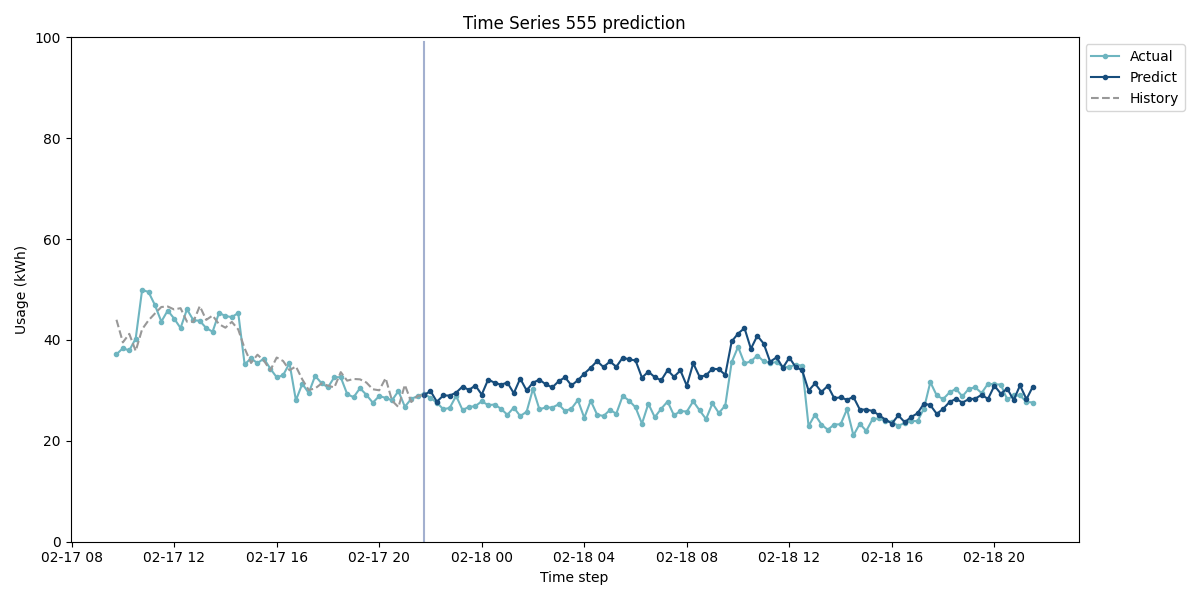 Time Series 555 prediction
Usage (kWh)
100
80
60
40
20
0
02-17 08
02-17 12
02-17 16
02-17 20
02-18 00
02-18 04
02-18 08
02-18 12
02-18 16
02-18 20
Time step
Actual
Predict
History